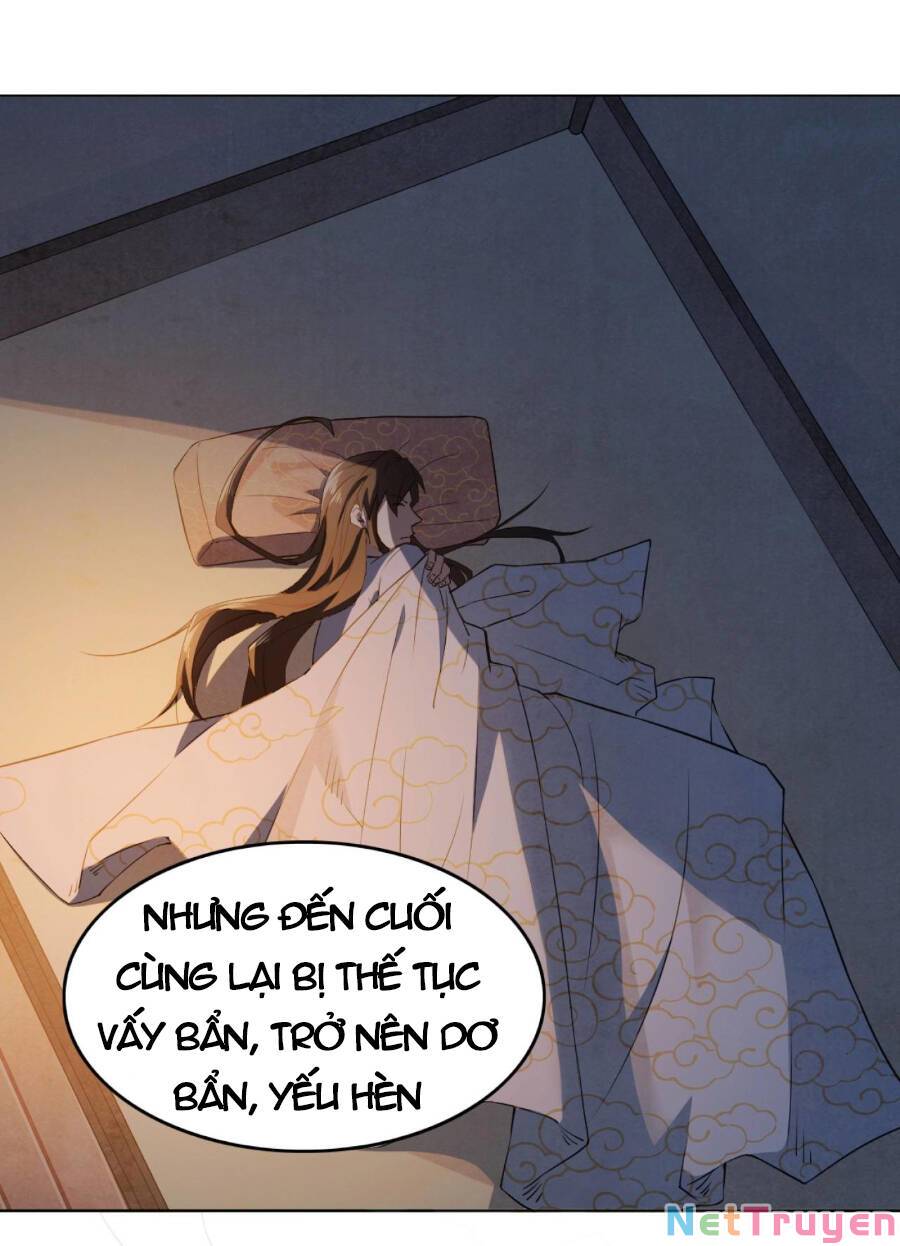 NHƯNG ĐẾN CUỐI
CÙNG LẠI BỊ THẾ TỤC
VẤY BẨN, TRỞ NÊN DƠ
BẨN, YẾU HÈN
NetTruyen